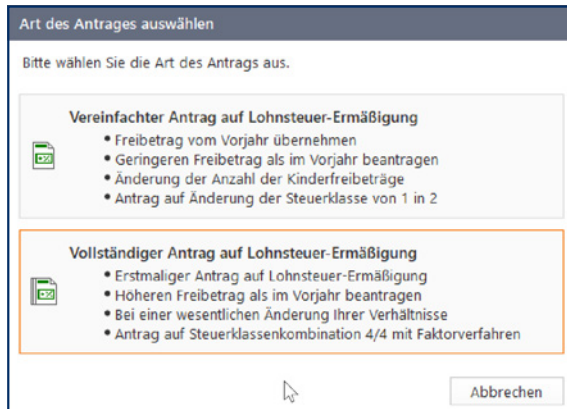 Art des Antrages auswählen
Bitte wählen Sie die Art des Antrags aus.
Vereinfachter Antrag auf Lohnsteuer-Ermäßigung
• Freibetrag vom Vorjahr übernehmen
• Geringeren Freibetrag als im Vorjahr beantragen
• Änderung der Anzahl der Kinderfreibeträge
• Antrag auf Änderung der Steuerklasse von 1 in 2
Vollständiger Antrag auf Lohnsteuer-Ermäßigung
• Erstmaliger Antrag auf Lohnsteuer-Ermäßigung
• Höheren Freibetrag als im Vorjahr beantragen
• Bei einer wesentlichen Änderung Ihrer Verhältnisse
• Antrag auf Steuerklassenkombination 4/4 mit Faktorverfahren
Abbrechen